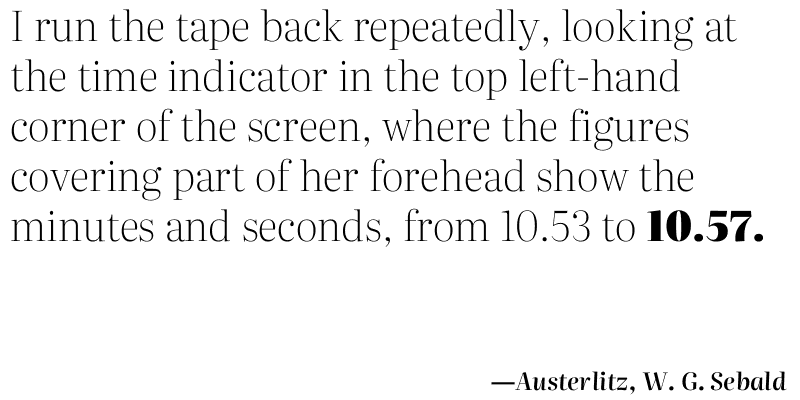 I run the tape back repeatedly, looking at
the time indicator in the top left-hand
corner of the screen, where the figures
covering part of her forehead show the
minutes and seconds, from 10.53 to 10.57.
—Austerlitz, W. G. Sebald